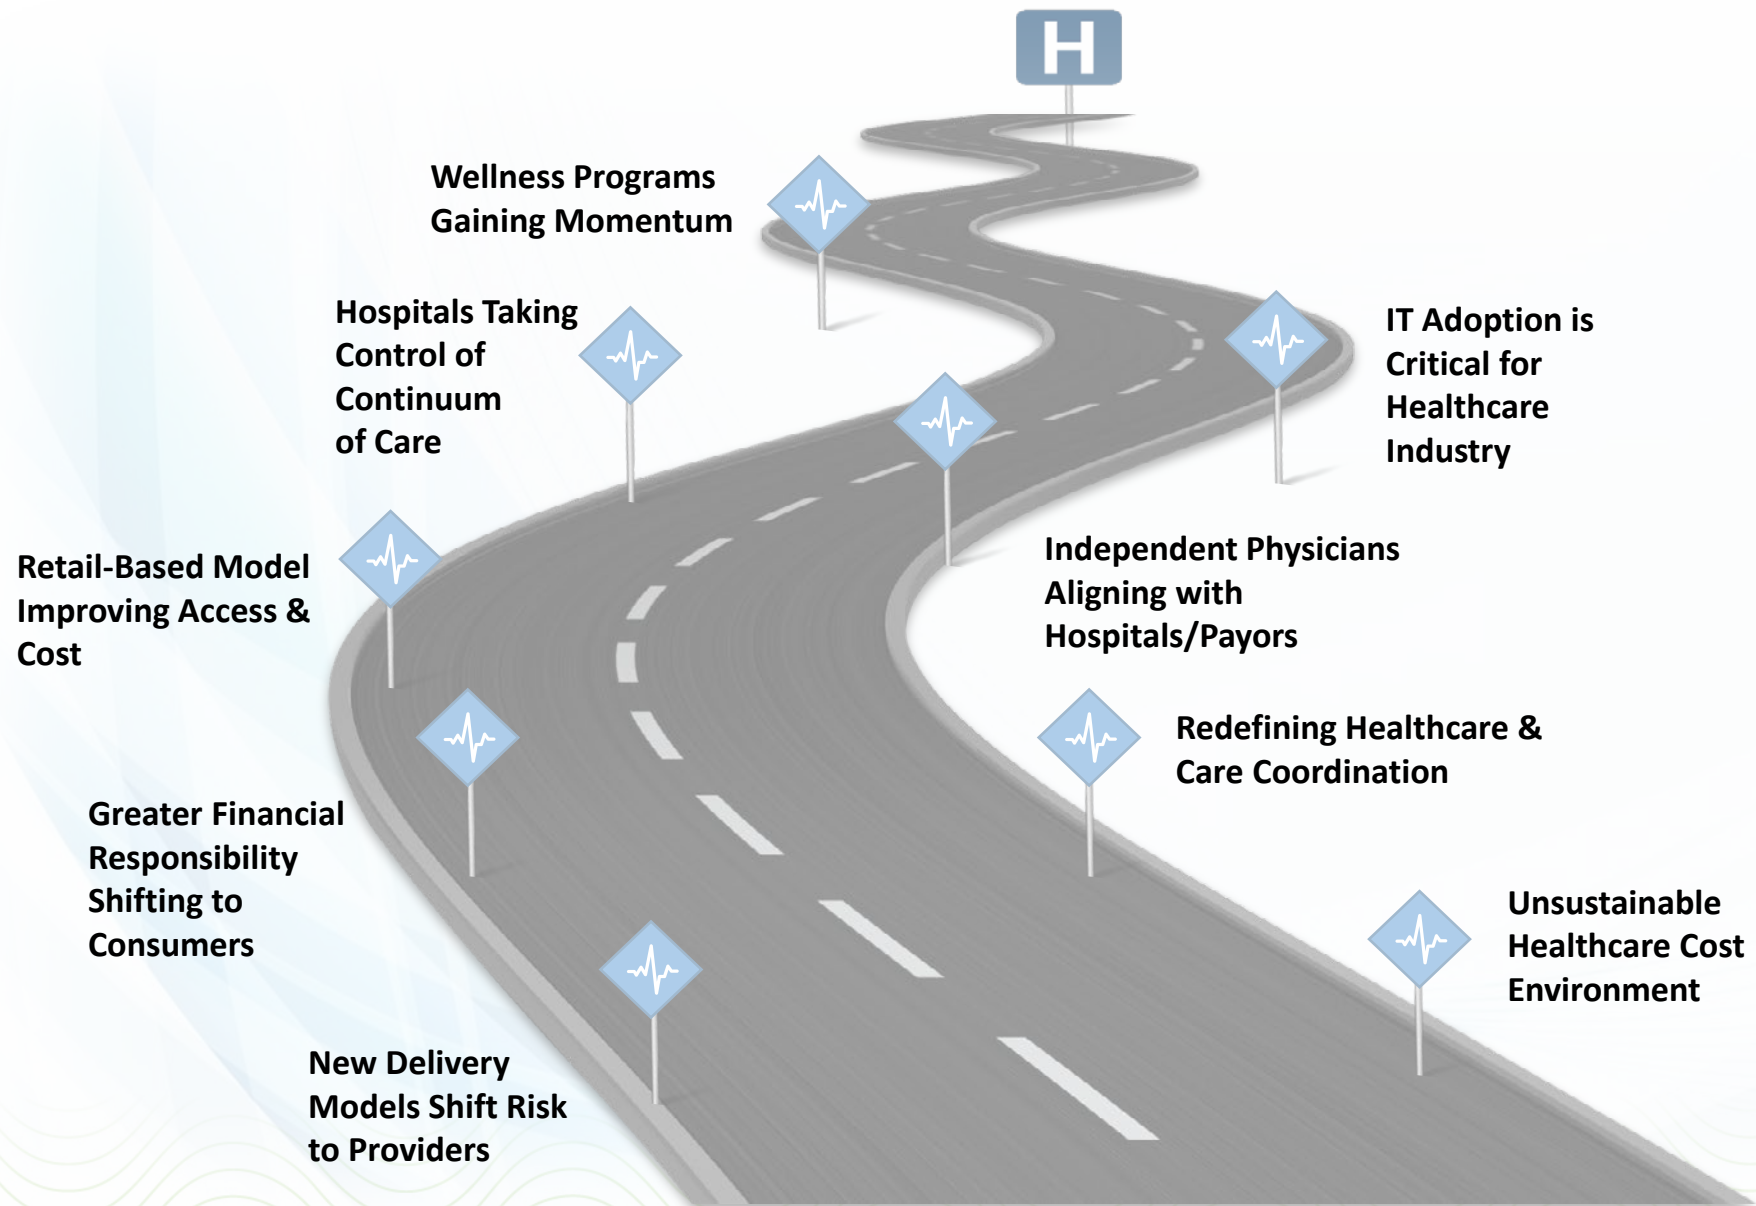 H
Wellness Programs
Gaining Momentum
Hospitals Taking
Control of
Continuum
of Care
IT Adoption is
Critical for
Healthcare
Industry
Retail-Based Model
Improving Access &
Cost
Independent Physicians
Aligning with
Hospitals/Payors
Redefining Healthcare &
Care Coordination
Greater Financial
Responsibility
Shifting to
Consumers
Unsustainable
Healthcare Cost
Environment
New Delivery
Models Shift Risk
to Providers